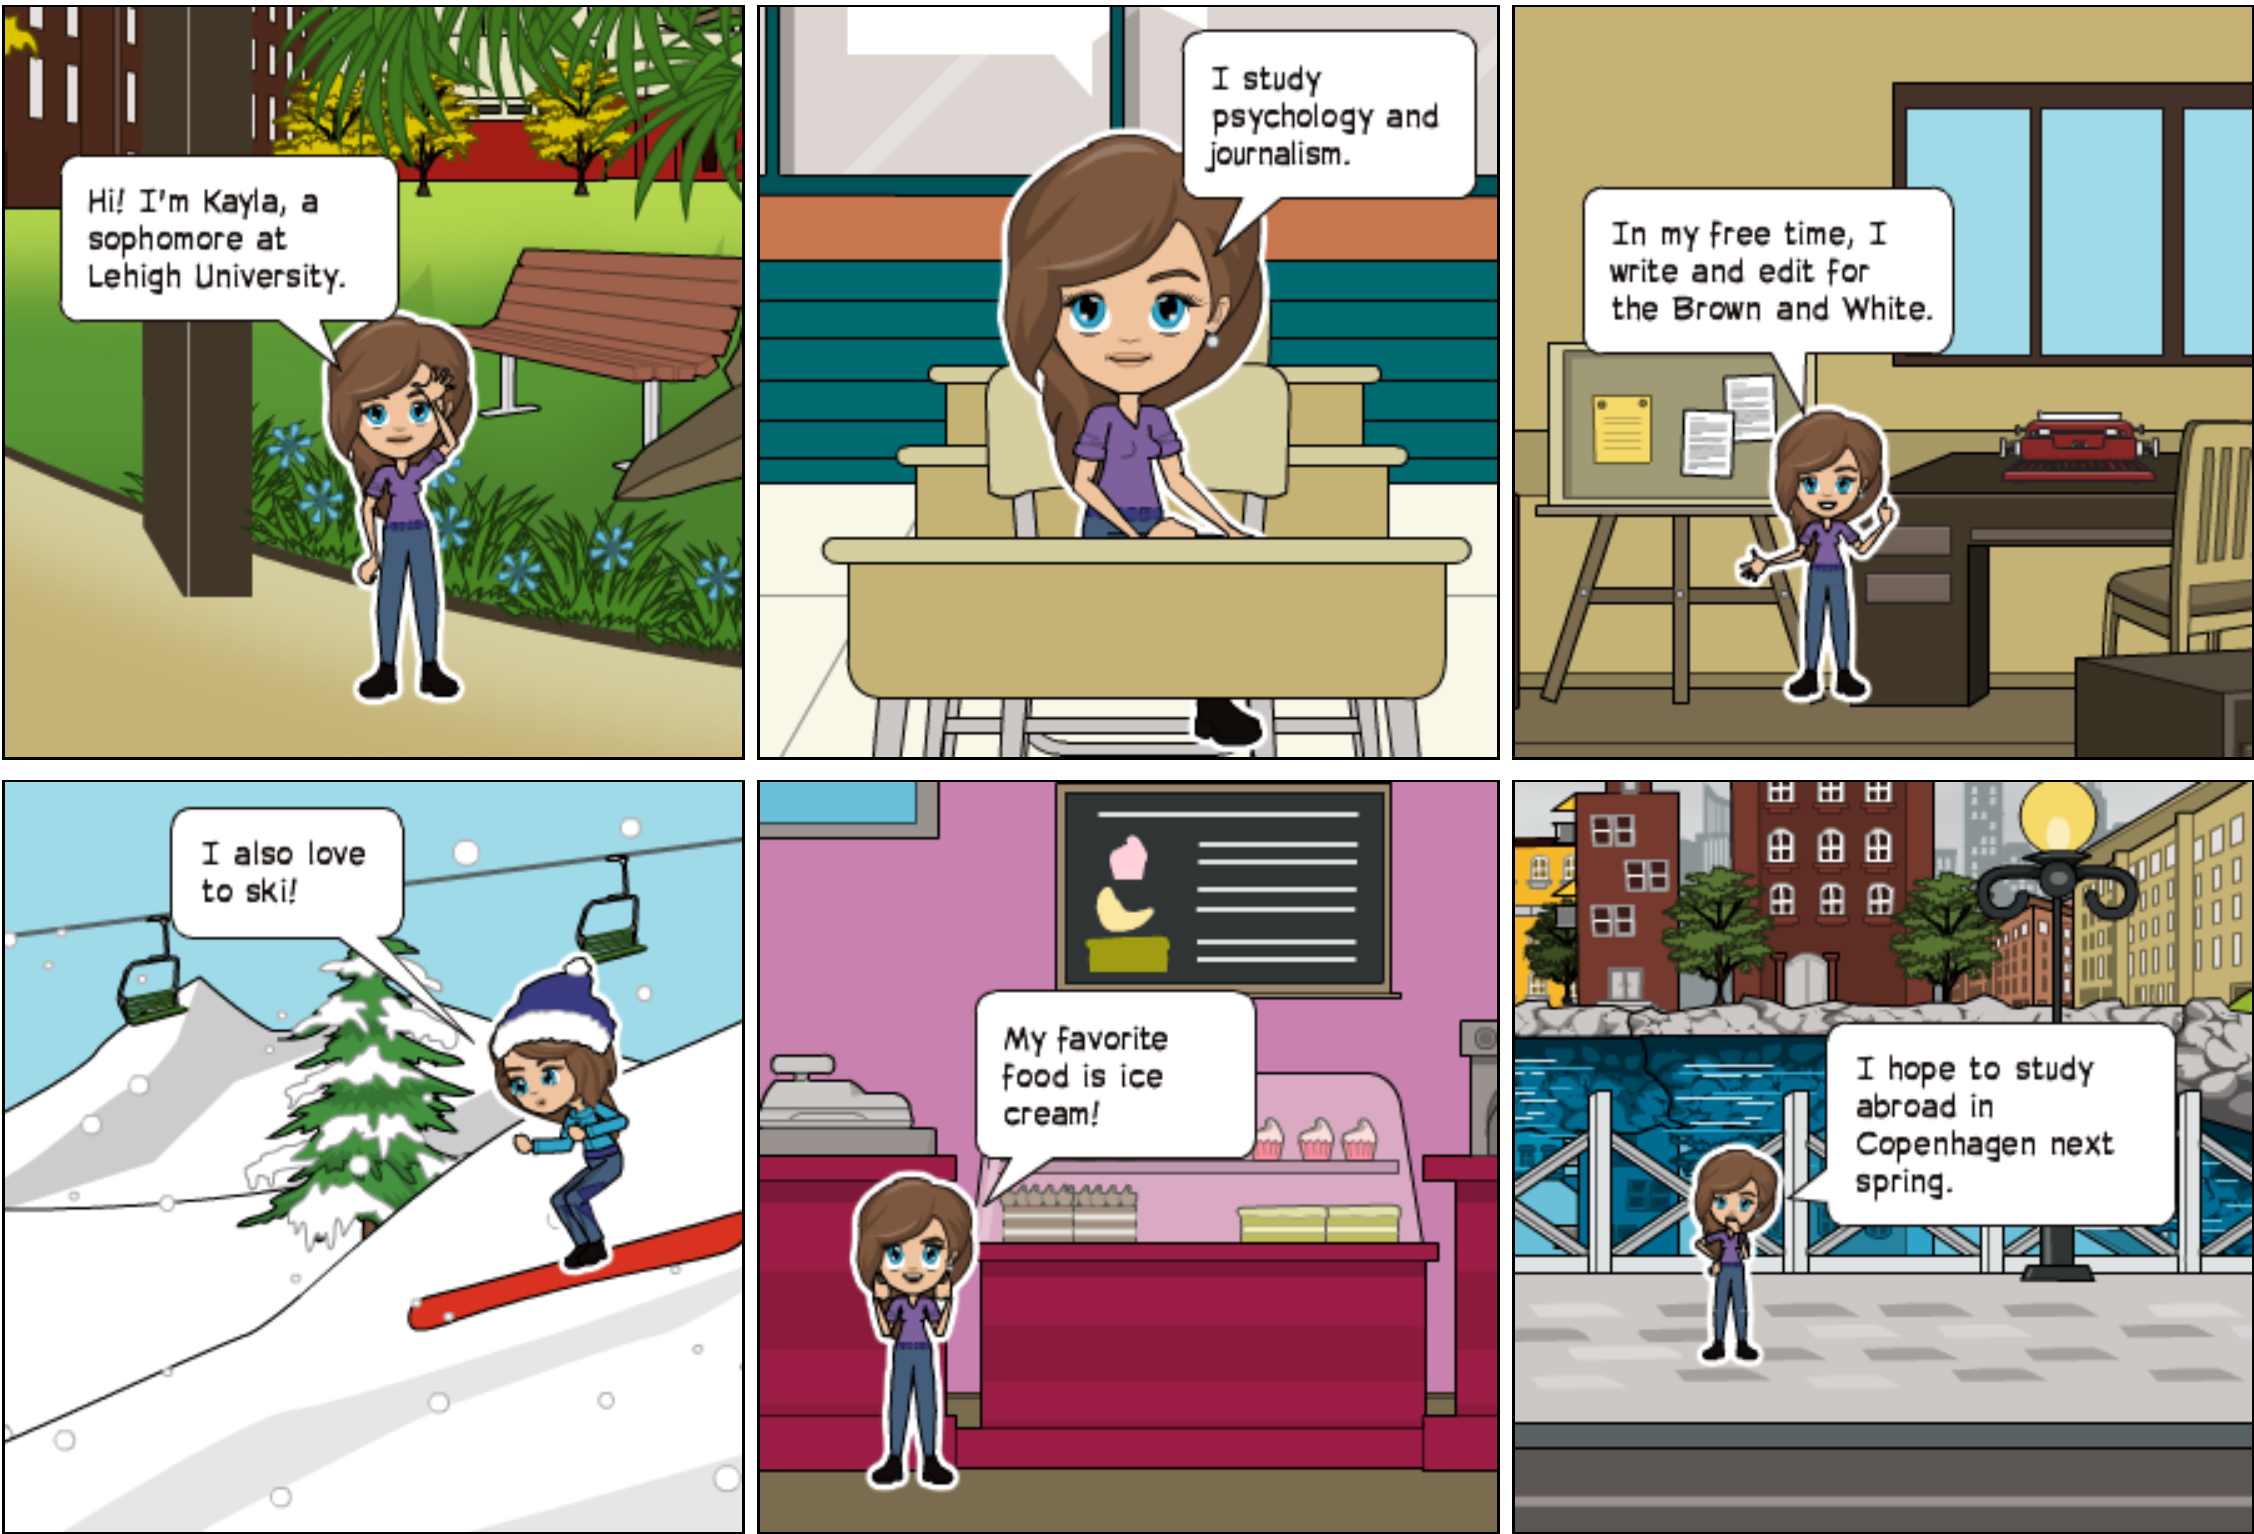 Hi! I'm Kayla, a
sophomore at
Lehigh University.
I study
psychology and
journalism.
In my free time, I
write and edit for
the Brown and White.
I also love
to ski!
My favorite
food is ice
cream!
I hope to study
abroad in
Copenhagen next
spring.